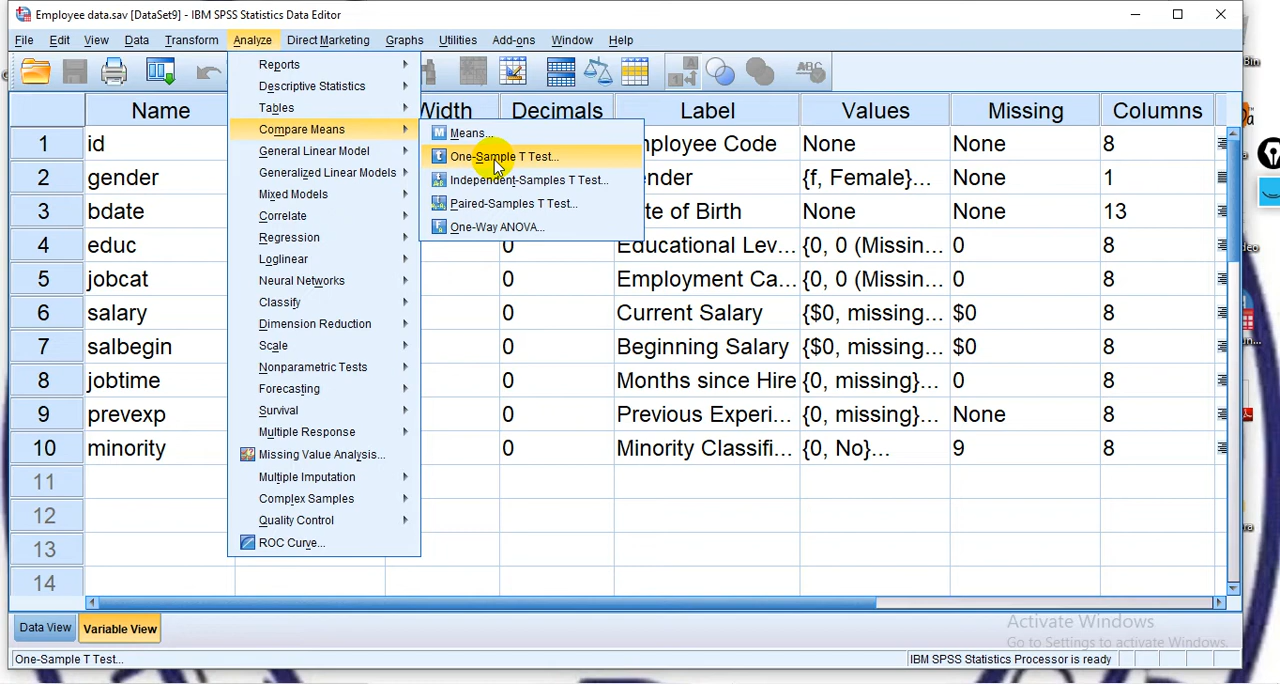 Employee data.sav [DataSet9] - IBM SPSS Statistics Data Editor
File Edit View Data Transform Analyze Direct Marketing Graphs Utilities Add-ons Window Help
Name Width Decimals Label Values Missing Columns
1 id Employee Code None None 8
2 gender ender {f, Female}... None 1
3 bdate te of Birth None None 13
4 educ 0 Educational Lev... {0, 0 (Missin... 0 8
5 jobcat 0 Employment Ca... {0, 0 (Missin... 0 8
6 salary 0 Current Salary {$0, missing... $0 8
7 salbegin 0 Beginning Salary {$0, missing... $0 8
8 jobtime 0 Months since Hire {0, missing}... 0 8
9 prevexp 0 Previous Experi... {0, missing}... None 8
10 minority 0 Minority Classifi... {0, No}... 9 8
11
12
13
14
Reports
Descriptive Statistics
Tables
Compare Means
General Linear Model
Generalized Linear Models
Mixed Models
Correlate
Regression
Loglinear
Neural Networks
Classify
Dimension Reduction
Scale
Nonparametric Tests
Forecasting
Survival
Multiple Response
Missing Value Analysis...
Multiple Imputation
Complex Samples
Quality Control
ROC Curve...
Means...
One-Sample T Test...
Independent-Samples T Test...
Paired-Samples T Test...
One-Way ANOVA...
Data View Variable View
Activate Windows
Go to Settings to activate Windows.
One-Sample T Test... IBM SPSS Statistics Processor is ready